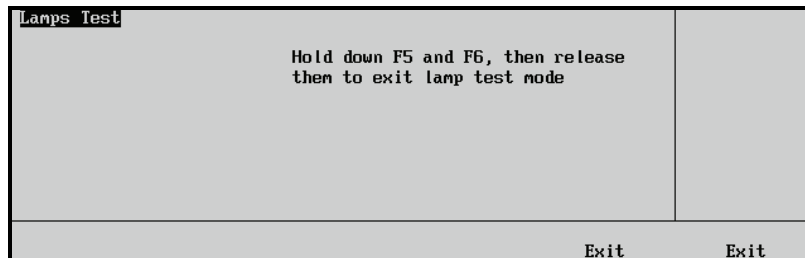 Lamps Test
Hold down F5 and F6, then release
them to exit lamp test mode
Exit Exit